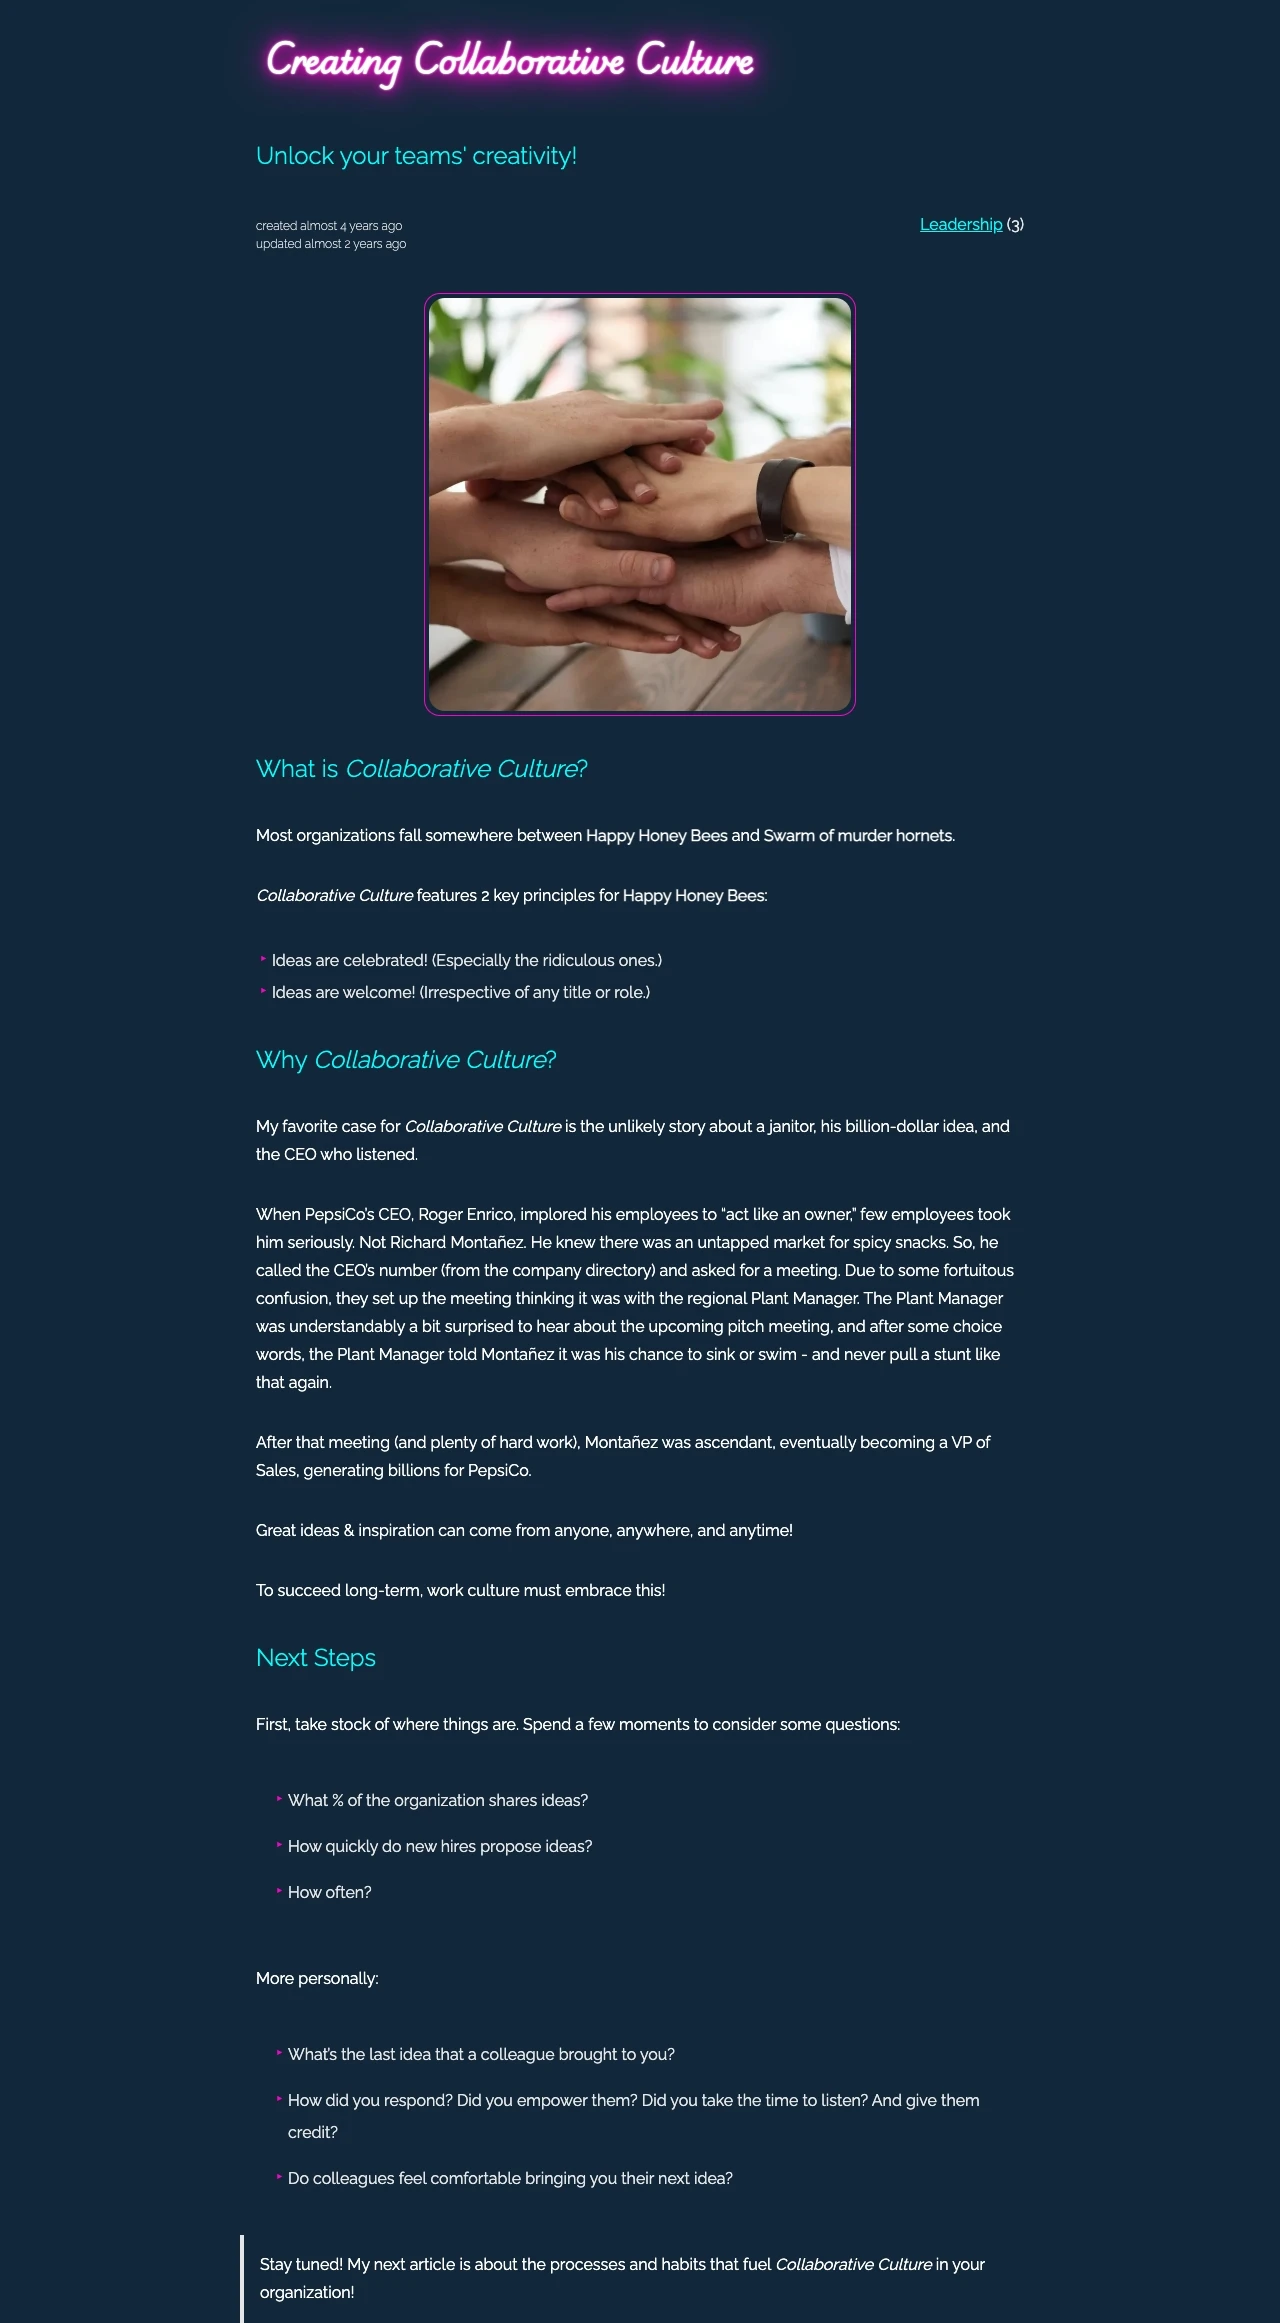 Creating Collaborative Culture
Unlock your teams' creativity!
created almost 4 years ago
updated almost 2 years ago
Leadership (3)
What is Collaborative Culture?
Most organizations fall somewhere between Happy Honey Bees and Swarm of murder hornets.
Collaborative Culture features 2 key principles for Happy Honey Bees:
‣ Ideas are celebrated! (Especially the ridiculous ones.)
‣ Ideas are welcome! (Irrespective of any title or role.)
Why Collaborative Culture?
My favorite case for Collaborative Culture is the unlikely story about a janitor, his billion-dollar idea, and
the CEO who listened.
When PepsiCo’s CEO, Roger Enrico, implored his employees to “act like an owner,” few employees took
him seriously. Not Richard Montañez. He knew there was an untapped market for spicy snacks. So, he
called the CEO’s number (from the company directory) and asked for a meeting. Due to some fortuitous
confusion, they set up the meeting thinking it was with the regional Plant Manager. The Plant Manager
was understandably a bit surprised to hear about the upcoming pitch meeting, and after some choice
words, the Plant Manager told Montañez it was his chance to sink or swim - and never pull a stunt like
that again.
After that meeting (and plenty of hard work), Montañez was ascendant, eventually becoming a VP of
Sales, generating billions for PepsiCo.
Great ideas & inspiration can come from anyone, anywhere, and anytime!
To succeed long-term, work culture must embrace this!
Next Steps
First, take stock of where things are. Spend a few moments to consider some questions:
‣ What % of the organization shares ideas?
‣ How quickly do new hires propose ideas?
‣ How often?
More personally:
‣ What’s the last idea that a colleague brought to you?
‣ How did you respond? Did you empower them? Did you take the time to listen? And give them
credit?
‣ Do colleagues feel comfortable bringing you their next idea?
Stay tuned! My next article is about the processes and habits that fuel Collaborative Culture in your
organization!